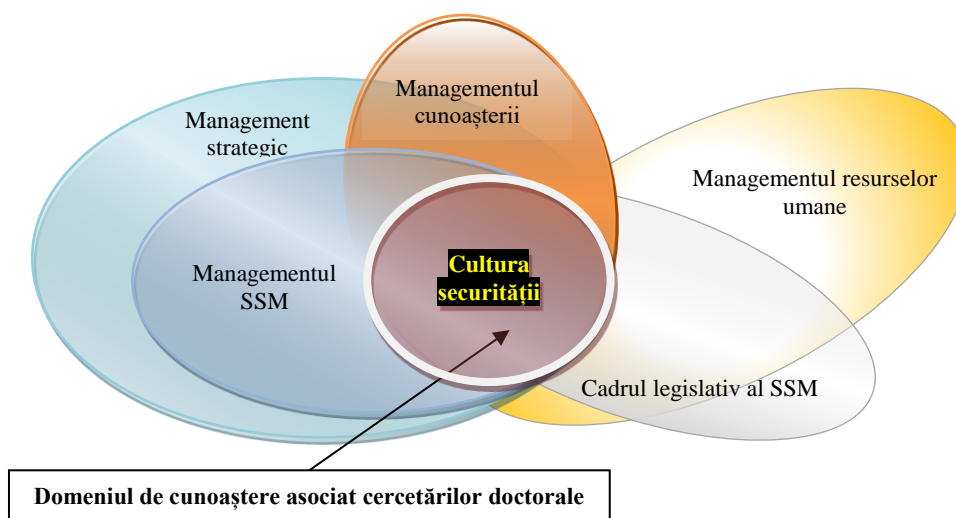 Managementul
cunoașterii
Management
strategic
Managementul resurselor
umane
Managementul
SSM
Cultura
securității
Cadrul legislativ al SSM
Domeniul de cunoaștere asociat cercetărilor doctorale